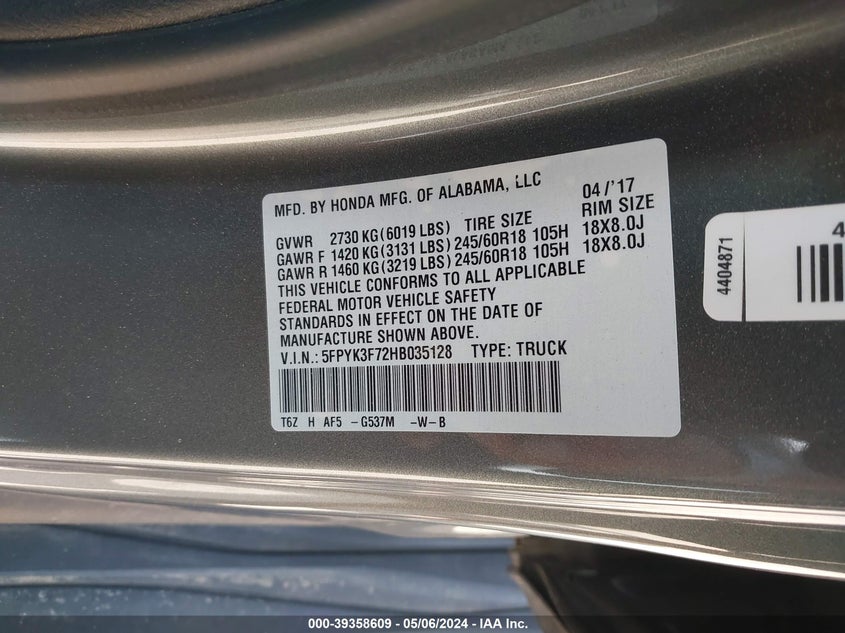 MFD. BY HONDA MFG. OF ALABAMA, LLC 04/'17
GVWR 2730 KG(6019 LBS) TIRE SIZE RIM SIZE
GAWR F 1420 KG(3131 LBS) 245/60R18 105H 18X8.0J
GAWR R 1460 KG(3219 LBS) 245/60R18 105H 18X8.0J
THIS VEHICLE CONFORMS TO ALL APPLICABLE
FEDERAL MOTOR VEHICLE SAFETY
STANDARDS IN EFFECT ON THE DATE OF
MANUFACTURE SHOWN ABOVE.
V.I.N.: 5FPYK3F72HB035128 TYPE: TRUCK
T6Z H AF5 -G537M -W-B
4404871
4
000-39358609 - 05/06/2024 - IAA Inc.